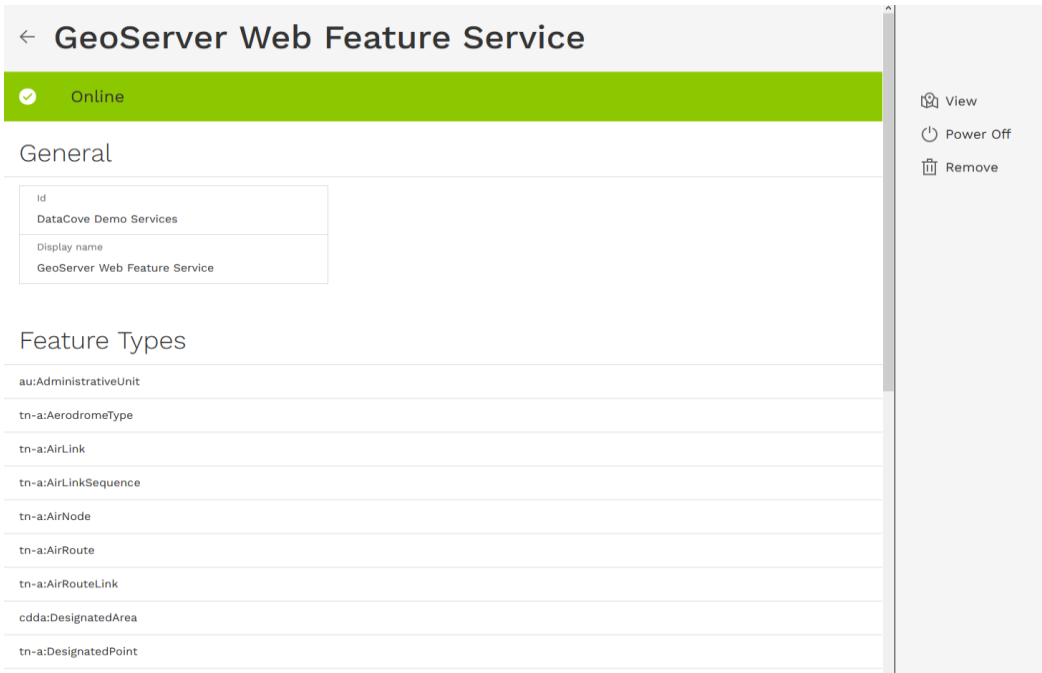 GeoServer Web Feature Service
Online
General
Id
DataCove Demo Services
Display name
GeoServer Web Feature Service
Feature Types
au:AdministrativeUnit
tn-a:AerodromeType
tn-a:AirLink
tn-a:AirLinkSequence
tn-a:AirNode
tn-a:AirRoute
tn-a:AirRouteLink
cdda:DesignatedArea
tn-a:DesignatedPoint
View
Power Off
Remove